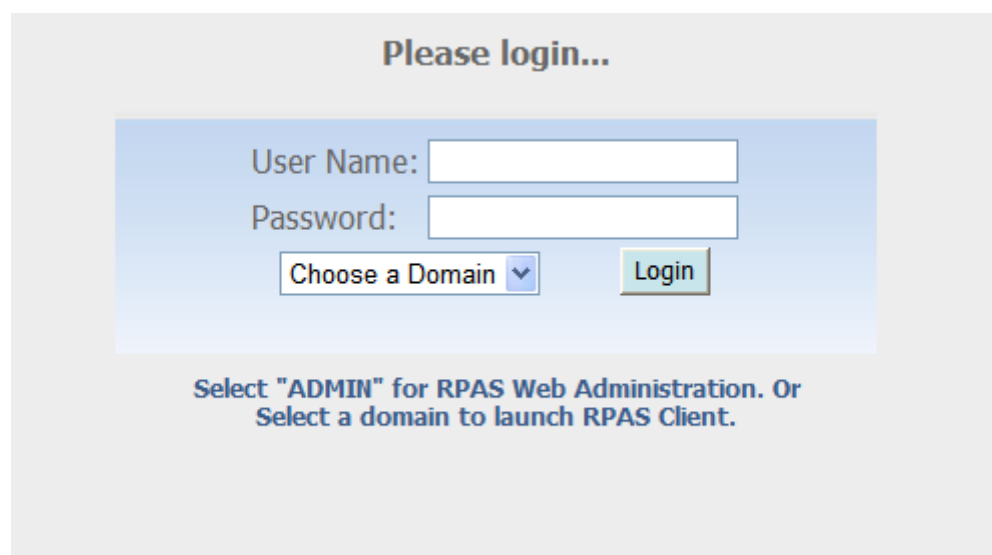 Please login...
User Name:
Password:
Choose a Domain Login
Select "ADMIN" for RPAS Web Administration. Or
Select a domain to launch RPAS Client.